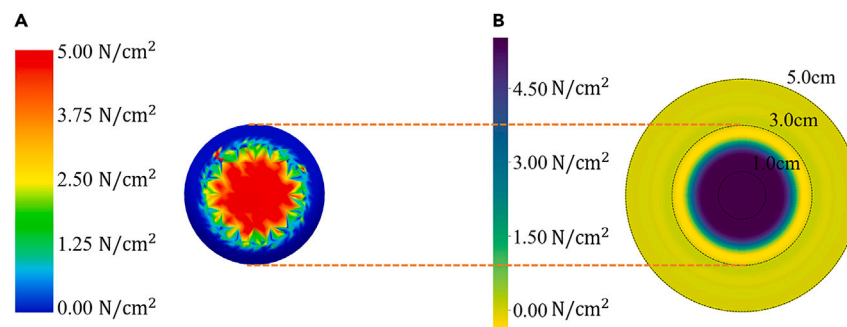 A
5.00 N/cm²
3.75 N/cm²
2.50 N/cm²
1.25 N/cm²
0.00 N/cm²
B
4.50 N/cm²
3.00 N/cm²
1.50 N/cm²
0.00 N/cm²
5.0cm
3.0cm
1.0cm